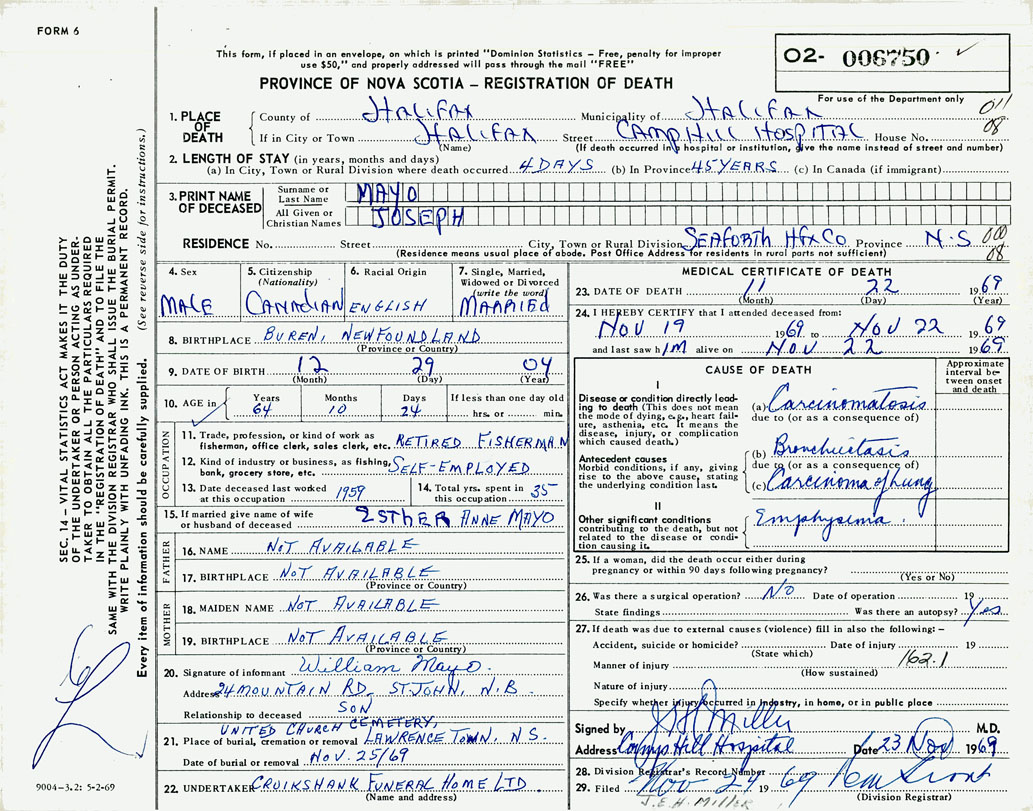 FORM 6
This form, if placed in an envelope, on which is printed "Dominion Statistics – Free, penalty for improper
use $50," and properly addressed will pass through the mail "FREE"
PROVINCE OF NOVA SCOTIA – REGISTRATION OF DEATH
02- 006750
For use of the Department only
011
08
1. PLACE OF DEATH
County of HALIFAX Municipality of HALIFAX
If in City or Town HALIFAX Street CAMP HILL HOSPITAL House No.
(Name) (If death occurred in hospital or institution, give the name instead of street and number)
2. LENGTH OF STAY (in years, months and days)
(a) In City, Town or Rural Division where death occurred 4 DAYS (b) In Province 45 YEARS (c) In Canada (if immigrant)
3. PRINT NAME OF DECEASED
Surname or Last Name MAYO
All Given or Christian Names JOSEPH
RESIDENCE No. Street City, Town or Rural Division SEAFORTH HFX CO Province N.S 000
08
(Residence means usual place of abode. Post Office Address for residents in rural parts not sufficient)
4. Sex
MALE
5. Citizenship
(Nationality)
CANADIAN
6. Racial Origin
ENGLISH
7. Single, Married,
Widowed or Divorced
(write the word)
MARRIED
8. BIRTHPLACE BUREN, NEWFOUNDLAND
(Province or Country)
9. DATE OF BIRTH 12 29 04
(Month) (Day) (Year)
10. AGE in
Years Months Days If less than one day old
64 10 24 hrs. or min.
OCCUPATION
11. Trade, profession, or kind of work as
fisherman, office clerk, sales clerk, etc. RETIRED FISHERMAN
12. Kind of industry or business, as fishing,
bank, grocery store, etc. SELF-EMPLOYED
13. Date deceased last worked
at this occupation 1959
14. Total yrs. spent in
this occupation 35
15. If married give name of wife
or husband of deceased ESTHER ANNE MAYO
FATHER
16. NAME NOT AVAILABLE
17. BIRTHPLACE NOT AVAILABLE
(Province or Country)
MOTHER
18. MAIDEN NAME NOT AVAILABLE
19. BIRTHPLACE NOT AVAILABLE
(Province or Country)
20. Signature of informant William Mayo.
Address 24 MOUNTAIN RD, ST. JOHN, N.B.
Relationship to deceased SON
UNITED CHURCH CEMETERY,
21. Place of burial, cremation or removal LAWRENCETOWN, N.S.
Date of burial or removal NOV. 25/69
22. UNDERTAKER CRUIKSHANK FUNERAL HOME LTD
(Name and address)
MEDICAL CERTIFICATE OF DEATH
23. DATE OF DEATH 11 22 1969
(Month) (Day) (Year)
24. I HEREBY CERTIFY that I attended deceased from:
NOV 19 1969 to NOV 22 1969
and last saw him alive on NOV 22 1969
CAUSE OF DEATH
Approximate interval between onset and death
I
Disease or condition directly leading to death (This does not mean the mode of dying, e.g., heart failure, asthenia, etc. It means the disease, injury, or complication which caused death.)
(a) Carcinomatosis
due to (or as a consequence of)
Antecedent causes
Morbid conditions, if any, giving rise to the above cause, stating the underlying condition last.
(b) Bronchiectasis
due to (or as a consequence of)
(c) Carcinoma of Lung
II
Other significant conditions
contributing to the death, but not related to the disease or condition causing it.
Emphysema.
25. If a woman, did the death occur either during
pregnancy or within 90 days following pregnancy?
(Yes or No)
26. Was there a surgical operation? NO Date of operation 19
State findings Was there an autopsy? Yes
27. If death was due to external causes (violence) fill in also the following: –
Accident, suicide or homicide? Date of injury 19
(State which)
162.1
Manner of injury
(How sustained)
Nature of injury
Specify whether injury occurred in industry, in home, or in public place
Signed by Miller M.D.
Address Camp Hill Hospital Date 23 Nov 1969
28. Division Registrar's Record Number
29. Filed Nov 24 1969
(Division Registrar)
J.E.H. MILLER
SEC. 14 – VITAL STATISTICS ACT MAKES IT THE DUTY
OF THE UNDERTAKER OR PERSON ACTING AS UNDER-
TAKER TO OBTAIN ALL THE PARTICULARS REQUIRED
IN THE "REGISTRATION OF DEATH" AND TO FILE THE
SAME WITH THE DIVISION REGISTRAR WHO SHALL ISSUE THE BURIAL PERMIT.
WRITE PLAINLY WITH UNFADING INK. THIS IS A PERMANENT RECORD.
Every item of information should be carefully supplied. (See reverse side for instructions.)
9004-3.2: 5-2-69